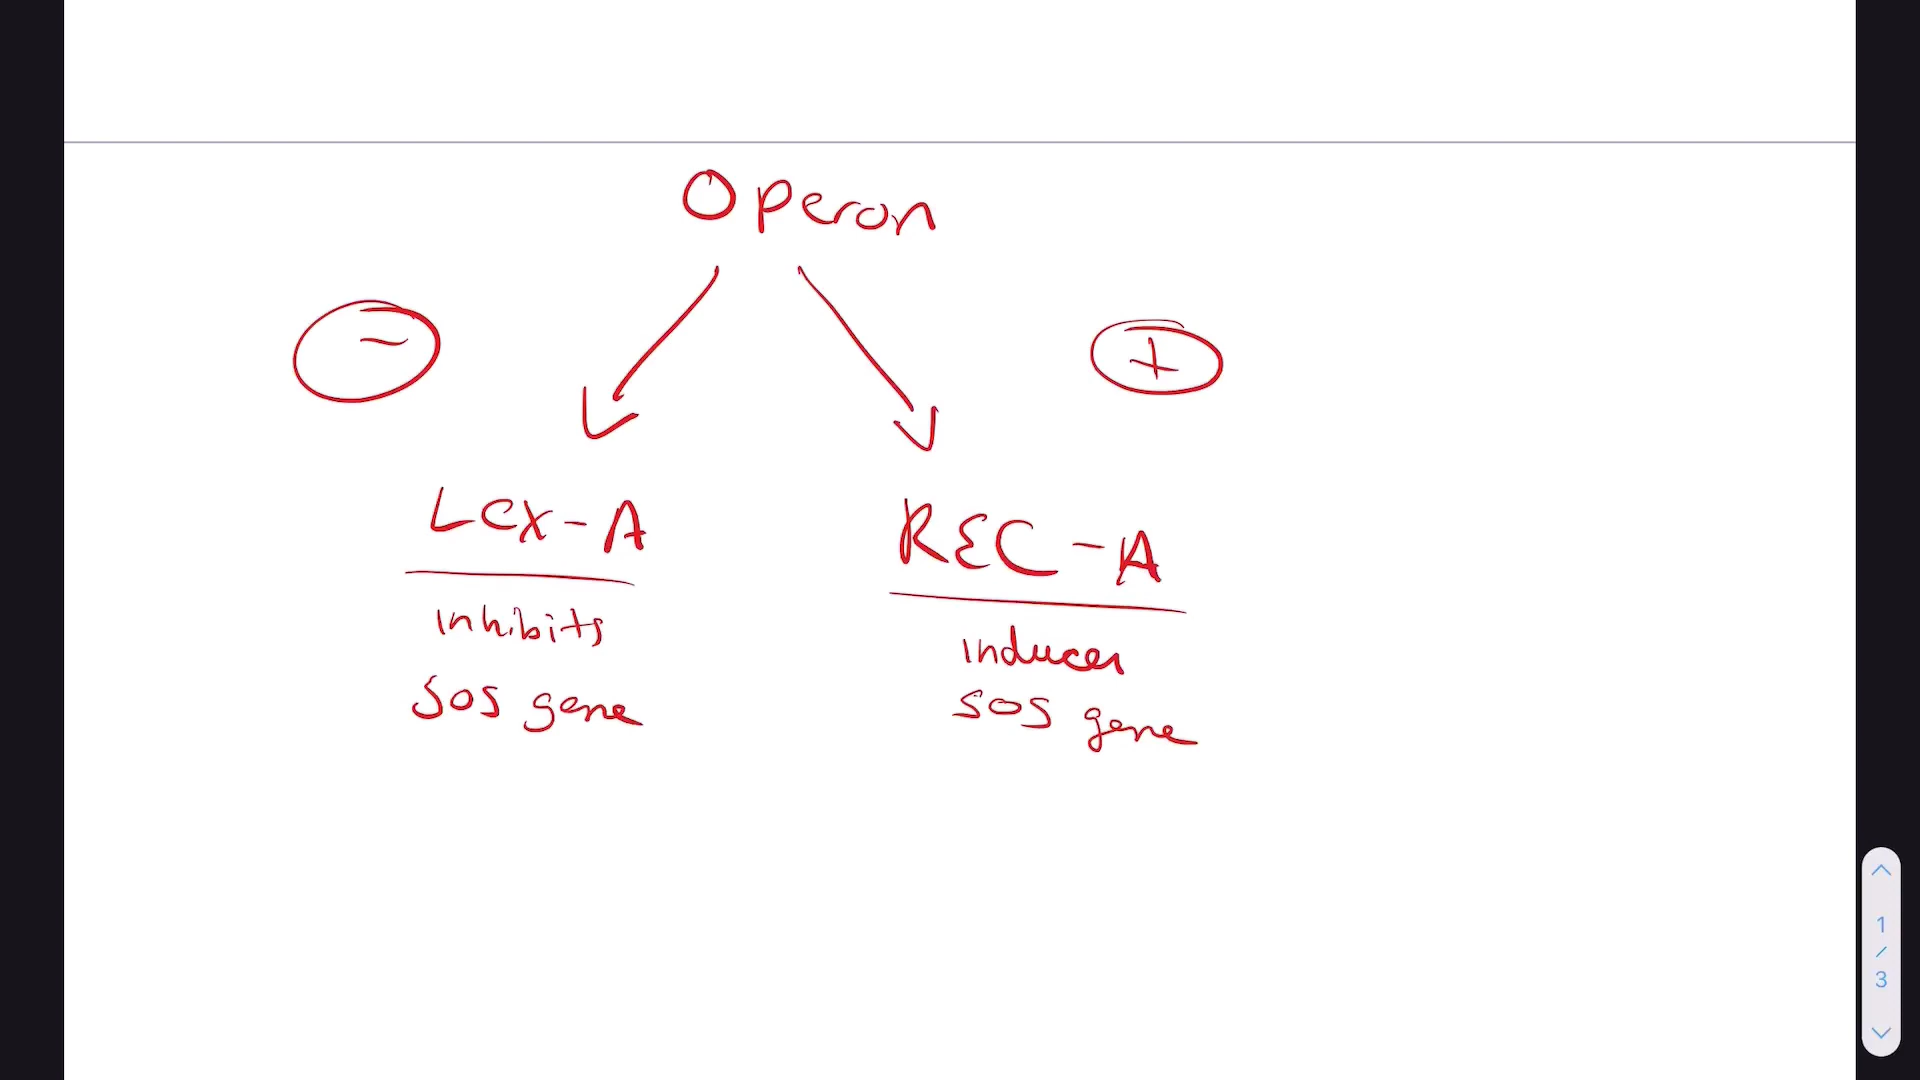 Operon
-
+
Lex-A
REC-A
inhibits
SOS gene
induces
SOS gene
1
/
3